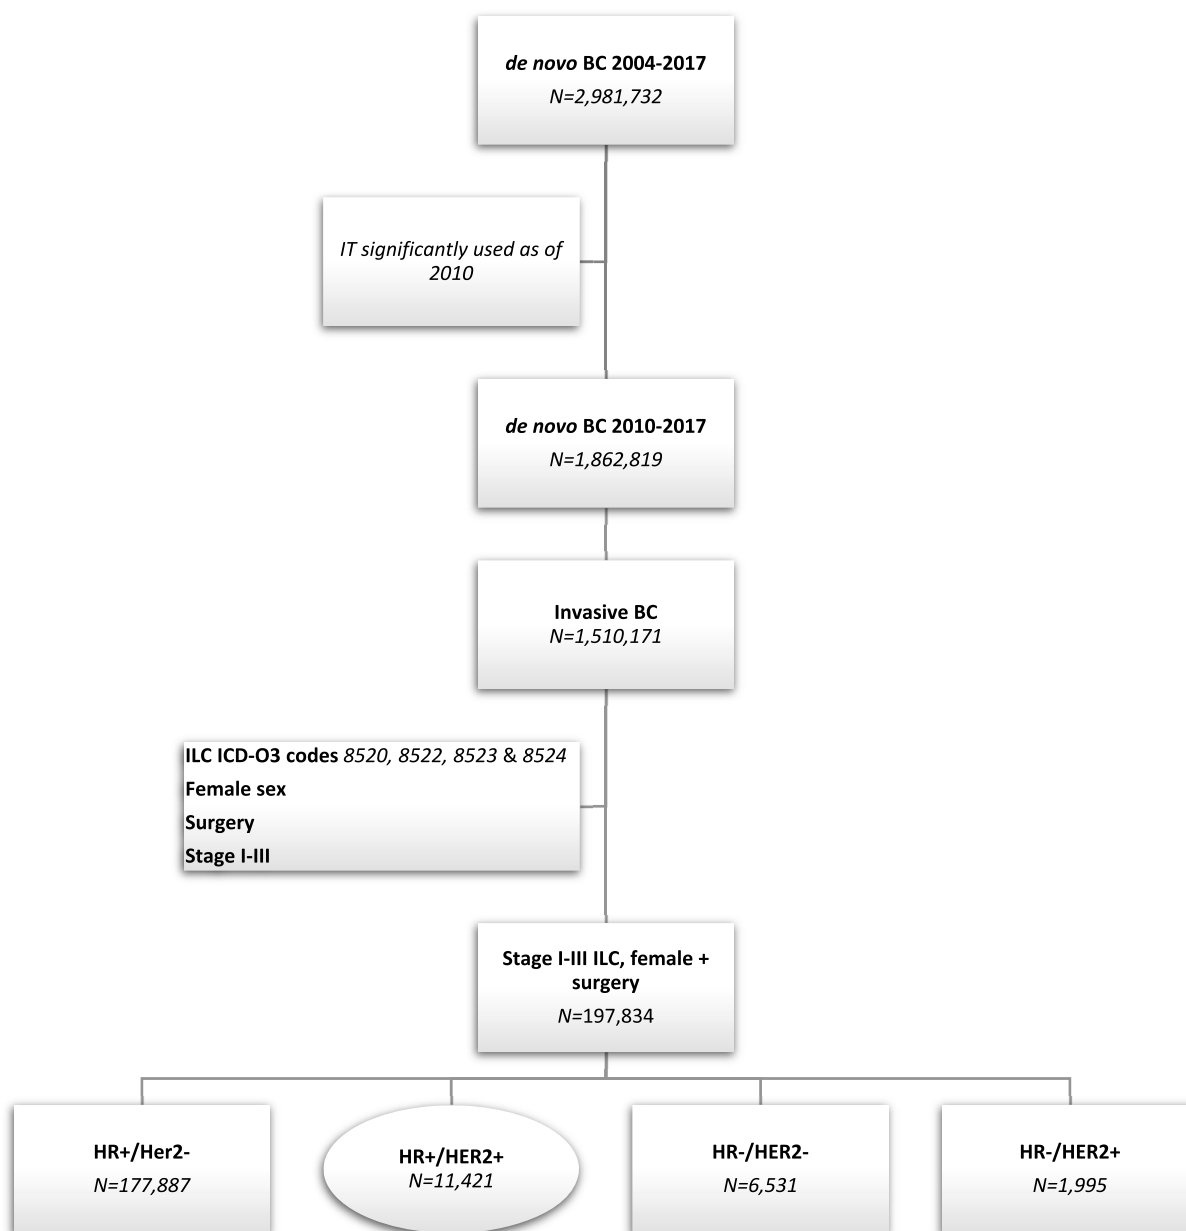 de novo BC 2004-2017
N=2,981,732
IT significantly used as of
2010
de novo BC 2010-2017
N=1,862,819
Invasive BC
N=1,510,171
ILC ICD-O3 codes 8520, 8522, 8523 & 8524
Female sex
Surgery
Stage I-III
Stage I-III ILC, female +
surgery
N=197,834
HR+/Her2-
N=177,887
HR+/HER2+
N=11,421
HR-/HER2-
N=6,531
HR-/HER2+
N=1,995